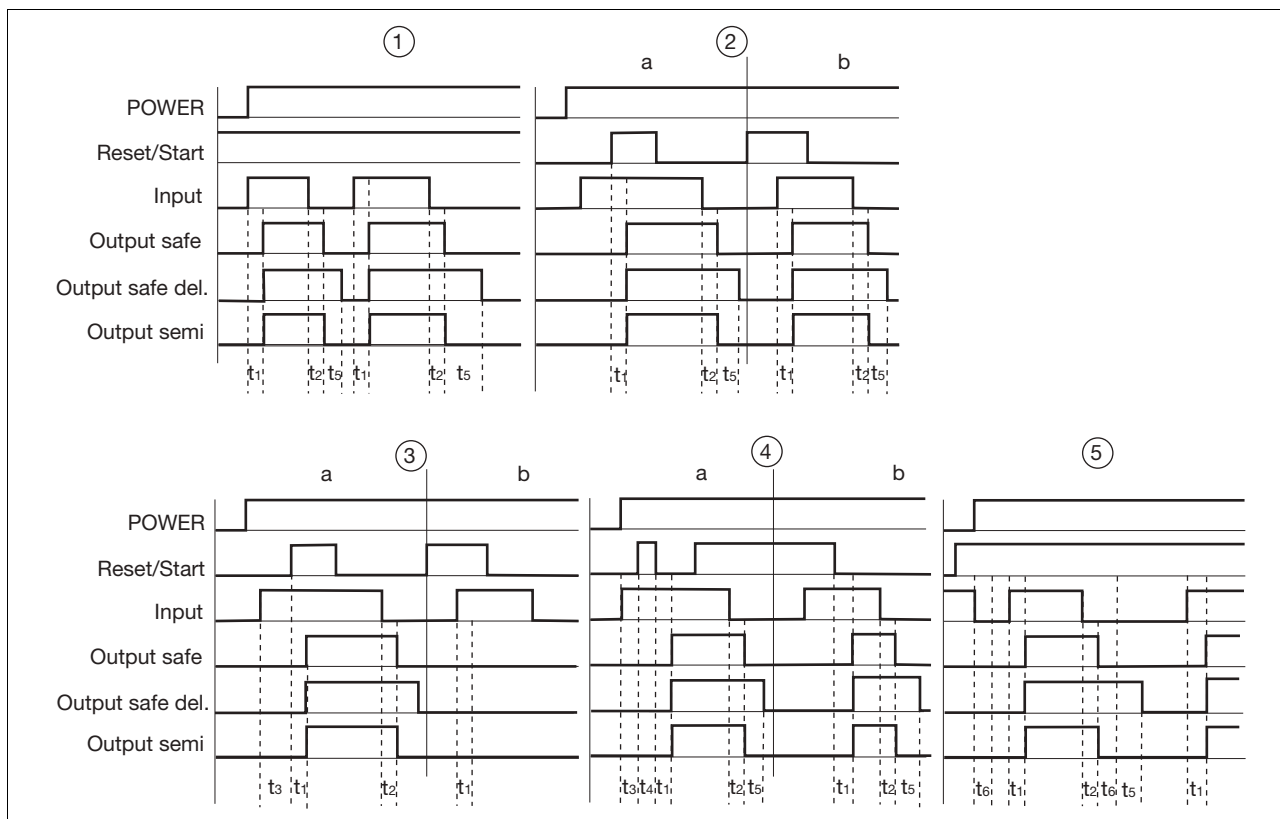 1
2
a b
POWER
Reset/Start
Input
Output safe
Output safe del.
Output semi
t1 t2 t5 t1 t2 t5
t1 t2 t5 t1 t2 t5
3
4
5
a b
a b
POWER
Reset/Start
Input
Output safe
Output safe del.
Output semi
t3 t1 t2 t1
t3 t4 t1 t2 t5 t1 t2 t5
t6 t1 t2 t6 t5 t1